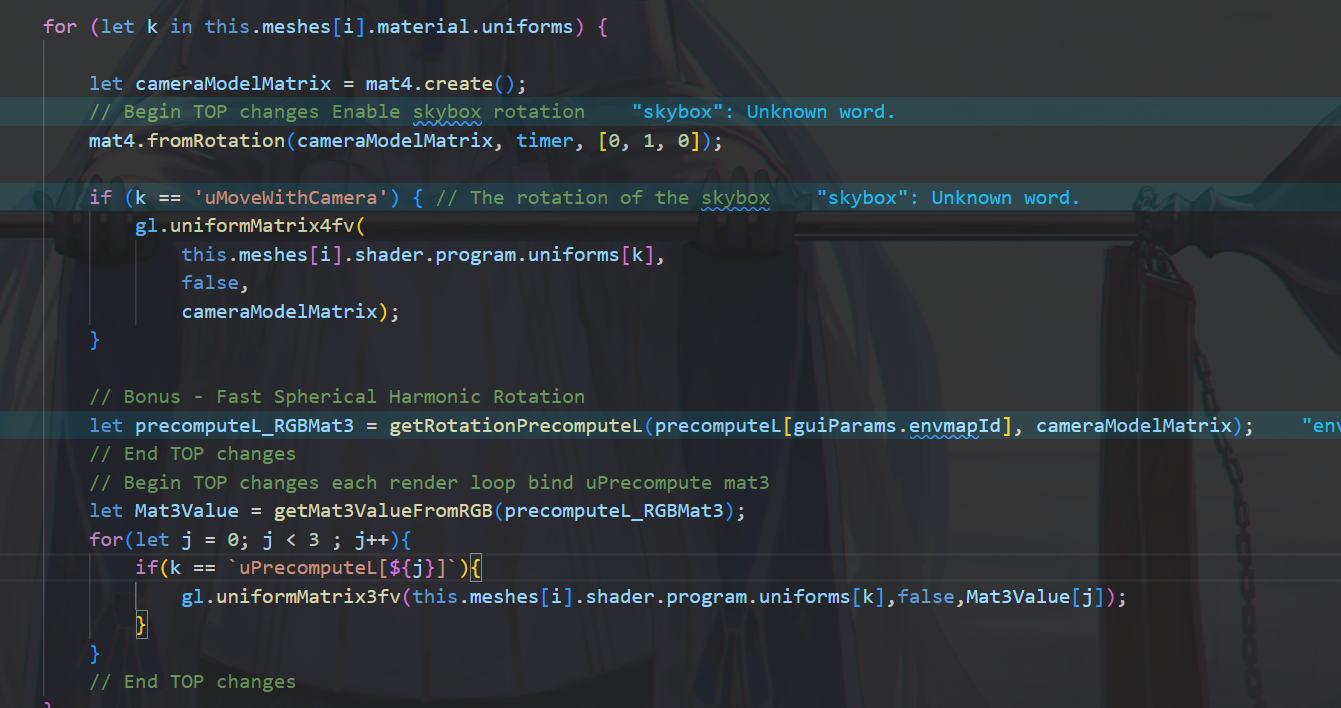 for (let k in this.meshes[i].material.uniforms) {
let cameraModelMatrix = mat4.create();
// Begin TOP changes Enable skybox rotation "skybox": Unknown word.
mat4.fromRotation(cameraModelMatrix, timer, [0, 1, 0]);
if (k == 'uMoveWithCamera') { // The rotation of the skybox "skybox": Unknown word.
gl.uniformMatrix4fv(
this.meshes[i].shader.program.uniforms[k],
false,
cameraModelMatrix);
}
// Bonus - Fast Spherical Harmonic Rotation
let precomputeL_RGBMat3 = getRotationPrecomputeL(precomputeL[guiParams.envmapId], cameraModelMatrix); "env
// End TOP changes
// Begin TOP changes each render loop bind uPrecompute mat3
let Mat3Value = getMat3ValueFromRGB(precomputeL_RGBMat3);
for(let j = 0; j < 3 ; j++){
if(k == `uPrecomputeL[${j}]`){
gl.uniformMatrix3fv(this.meshes[i].shader.program.uniforms[k],false,Mat3Value[j]);
}
}
// End TOP changes
}